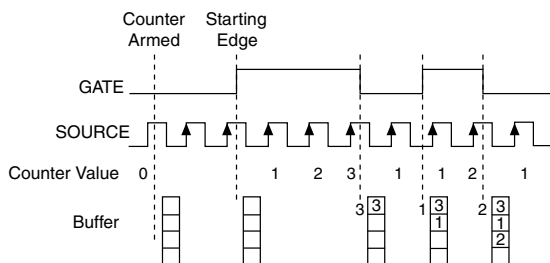 Counter Armed
Starting Edge
GATE
SOURCE
Counter Value 0 1 2 3 1 1 2 1
Buffer
3 3
1 3 1
2 3 1 2